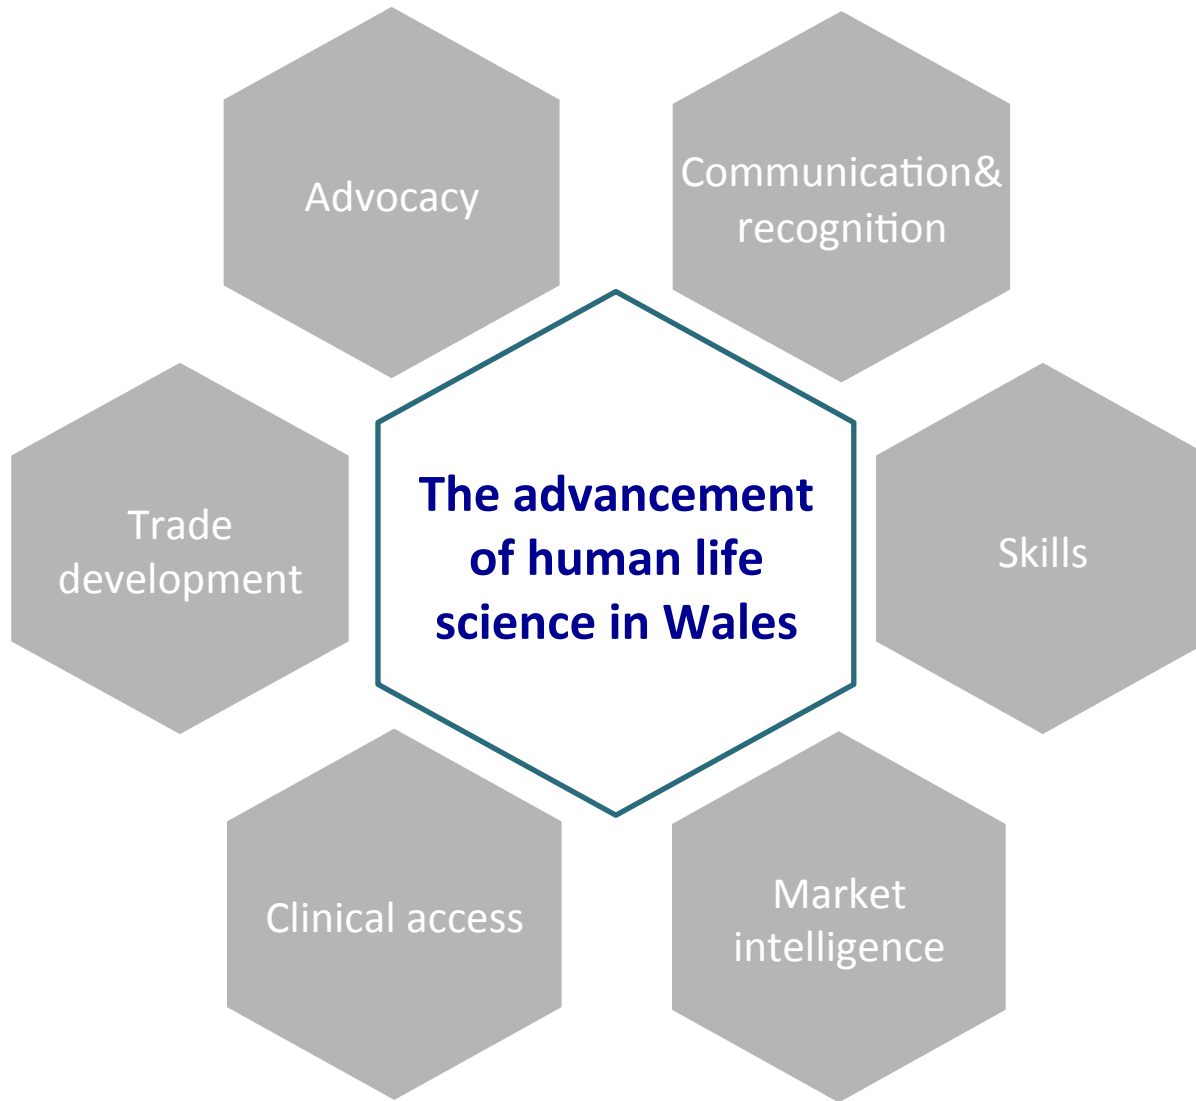 Advocacy
Communication&
recognition
The advancement
of human life
science in Wales
Trade
development
Skills
Clinical access
Market
intelligence